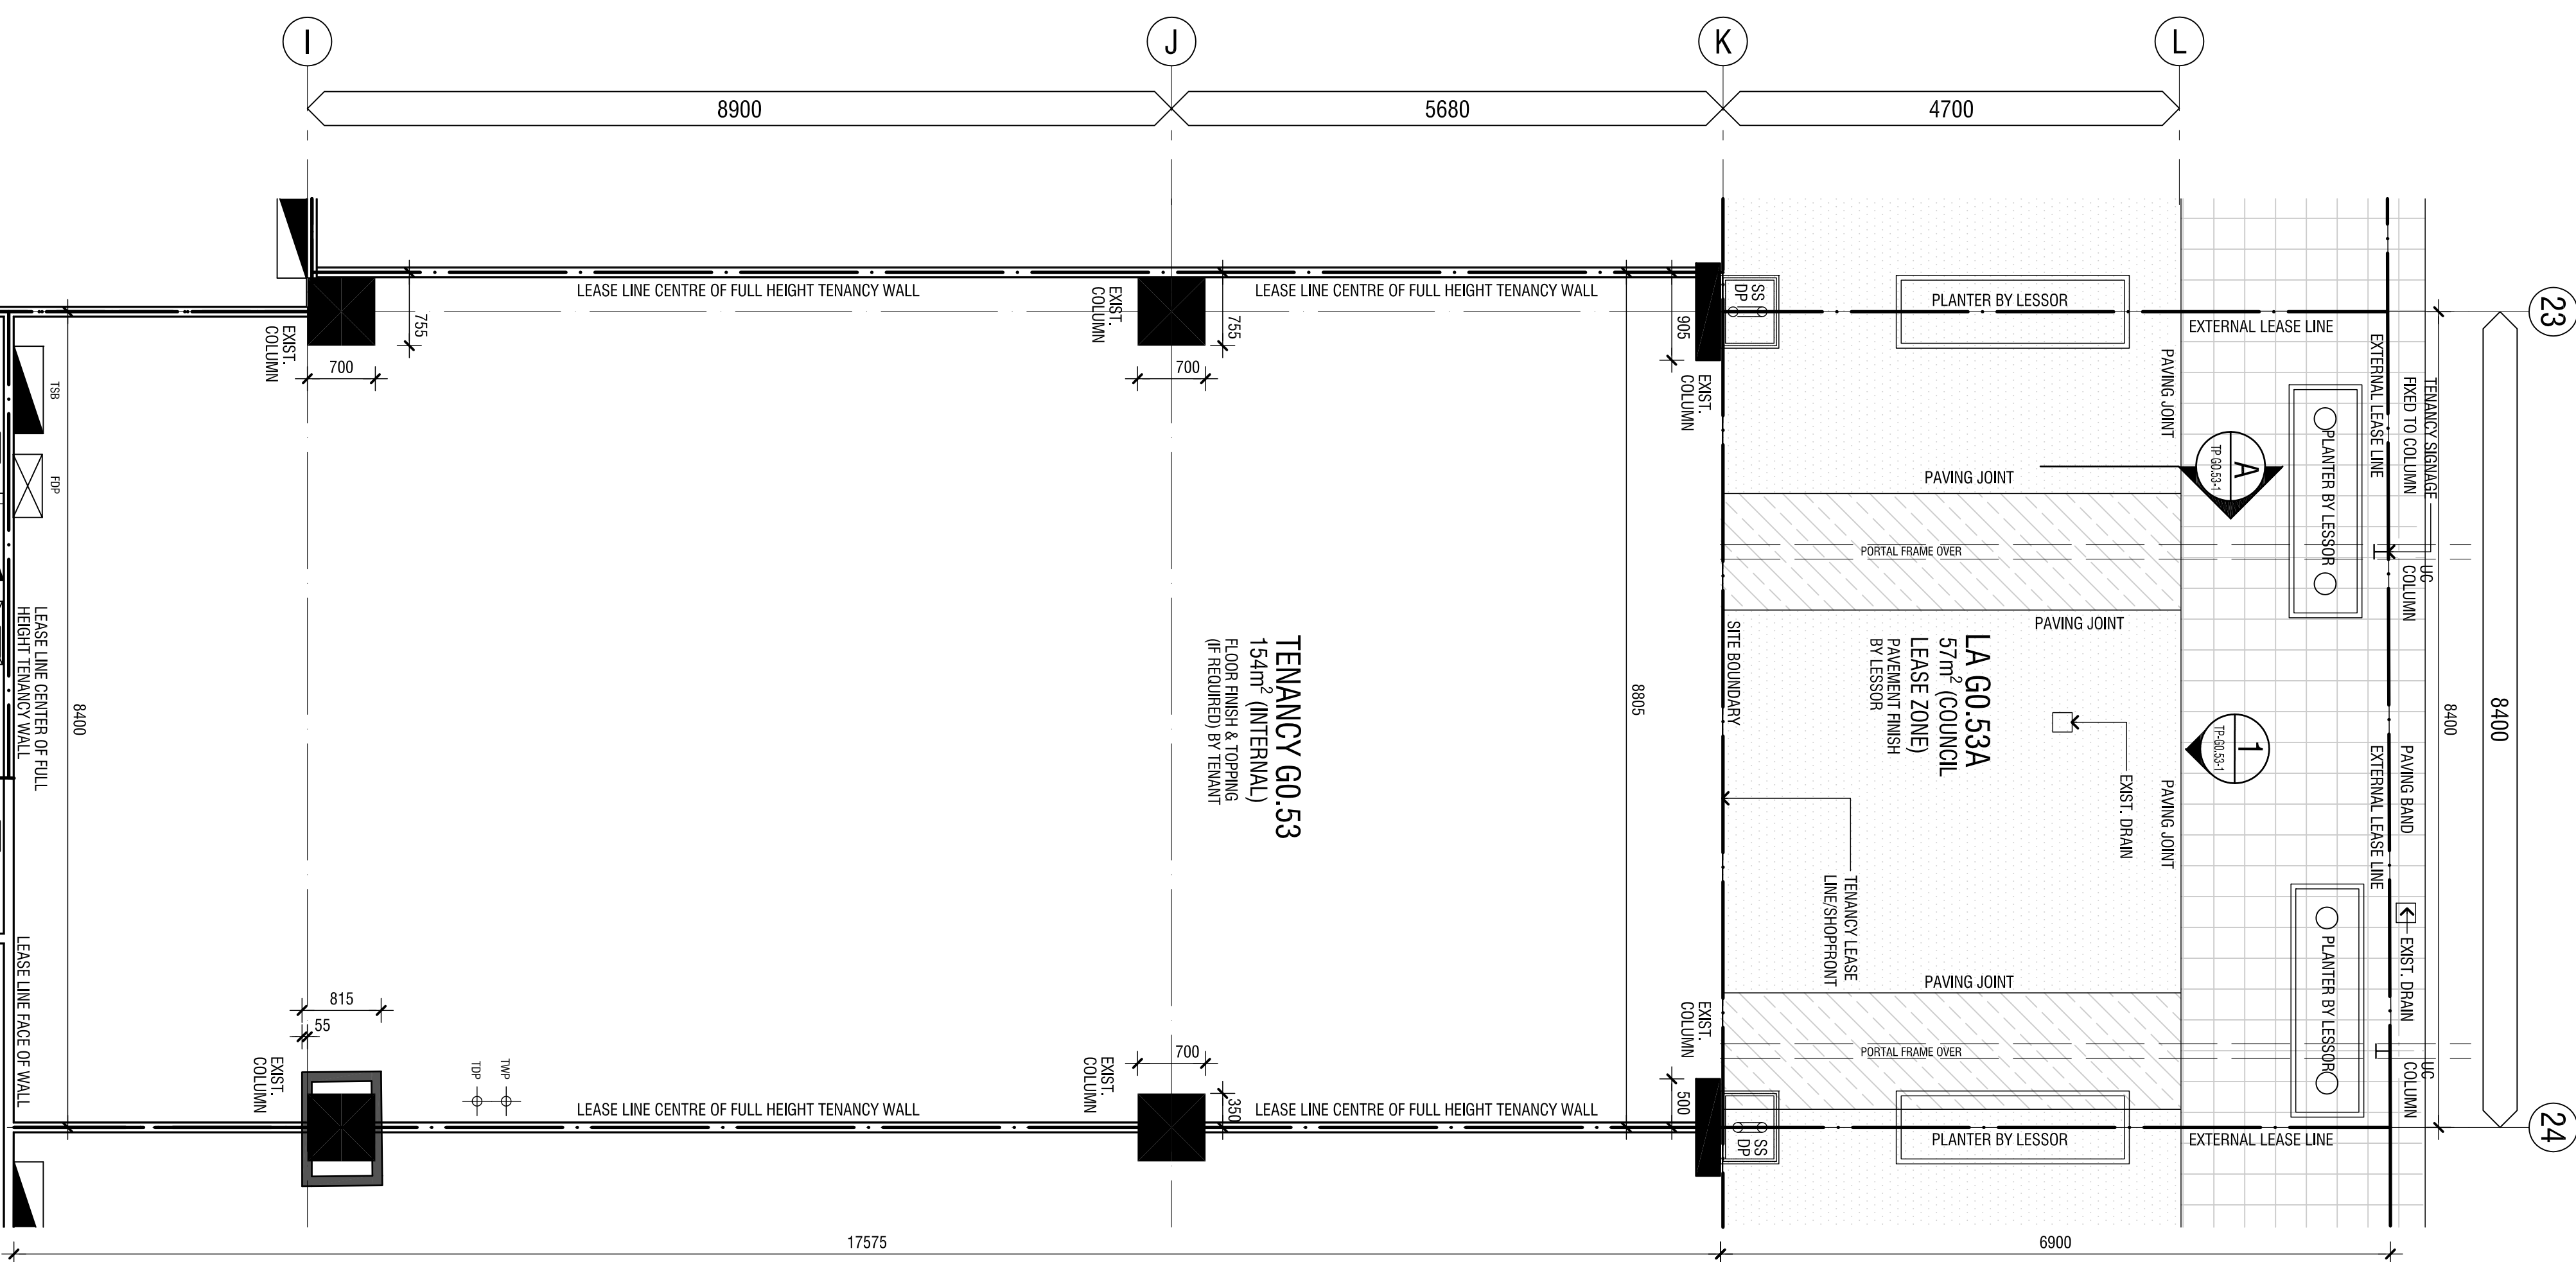 I
J
K
L
8900
5680
4700
23
24
8400
8400
LEASE LINE CENTRE OF FULL HEIGHT TENANCY WALL
LEASE LINE CENTRE OF FULL HEIGHT TENANCY WALL
755
700
EXIST.
COLUMN
755
700
EXIST.
COLUMN
905
EXIST.
COLUMN
SS
DP
PLANTER BY LESSOR
EXTERNAL LEASE LINE
EXTERNAL LEASE LINE
PAVING JOINT
TENANCY SIGNAGE
FIXED TO COLUMN
PLANTER BY LESSOR
A
TP.G0.53-1
PAVING JOINT
PORTAL FRAME OVER
UC
COLUMN
PAVING JOINT
TSB
FDP
LEASE LINE CENTER OF FULL
HEIGHT TENANCY WALL
8400
TENANCY G0.53
154m² (INTERNAL)
FLOOR FINISH & TOPPING
(IF REQUIRED) BY TENANT
8805
SITE BOUNDARY
LA G0.53A
57m² (COUNCIL
LEASE ZONE)
PAVEMENT FINISH
BY LESSOR
EXIST. DRAIN
1
TP-G0.53-1
PAVING JOINT
PAVING BAND
EXTERNAL LEASE LINE
TENANCY LEASE
LINE/SHOPFRONT
EXIST. DRAIN
PLANTER BY LESSOR
PAVING JOINT
PORTAL FRAME OVER
UC
COLUMN
LEASE LINE FACE OF WALL
815
55
EXIST.
COLUMN
TDP
TWP
LEASE LINE CENTRE OF FULL HEIGHT TENANCY WALL
700
350
EXIST.
COLUMN
LEASE LINE CENTRE OF FULL HEIGHT TENANCY WALL
EXIST.
COLUMN
500
SS
DP
PLANTER BY LESSOR
EXTERNAL LEASE LINE
17575
6900